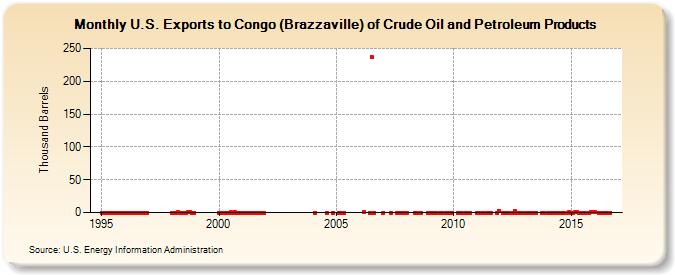 Monthly U.S. Exports to Congo (Brazzaville) of Crude Oil and Petroleum Products
Thousand Barrels
250
200
150
100
50
0
1995 2000 2005 2010 2015
Source: U.S. Energy Information Administration